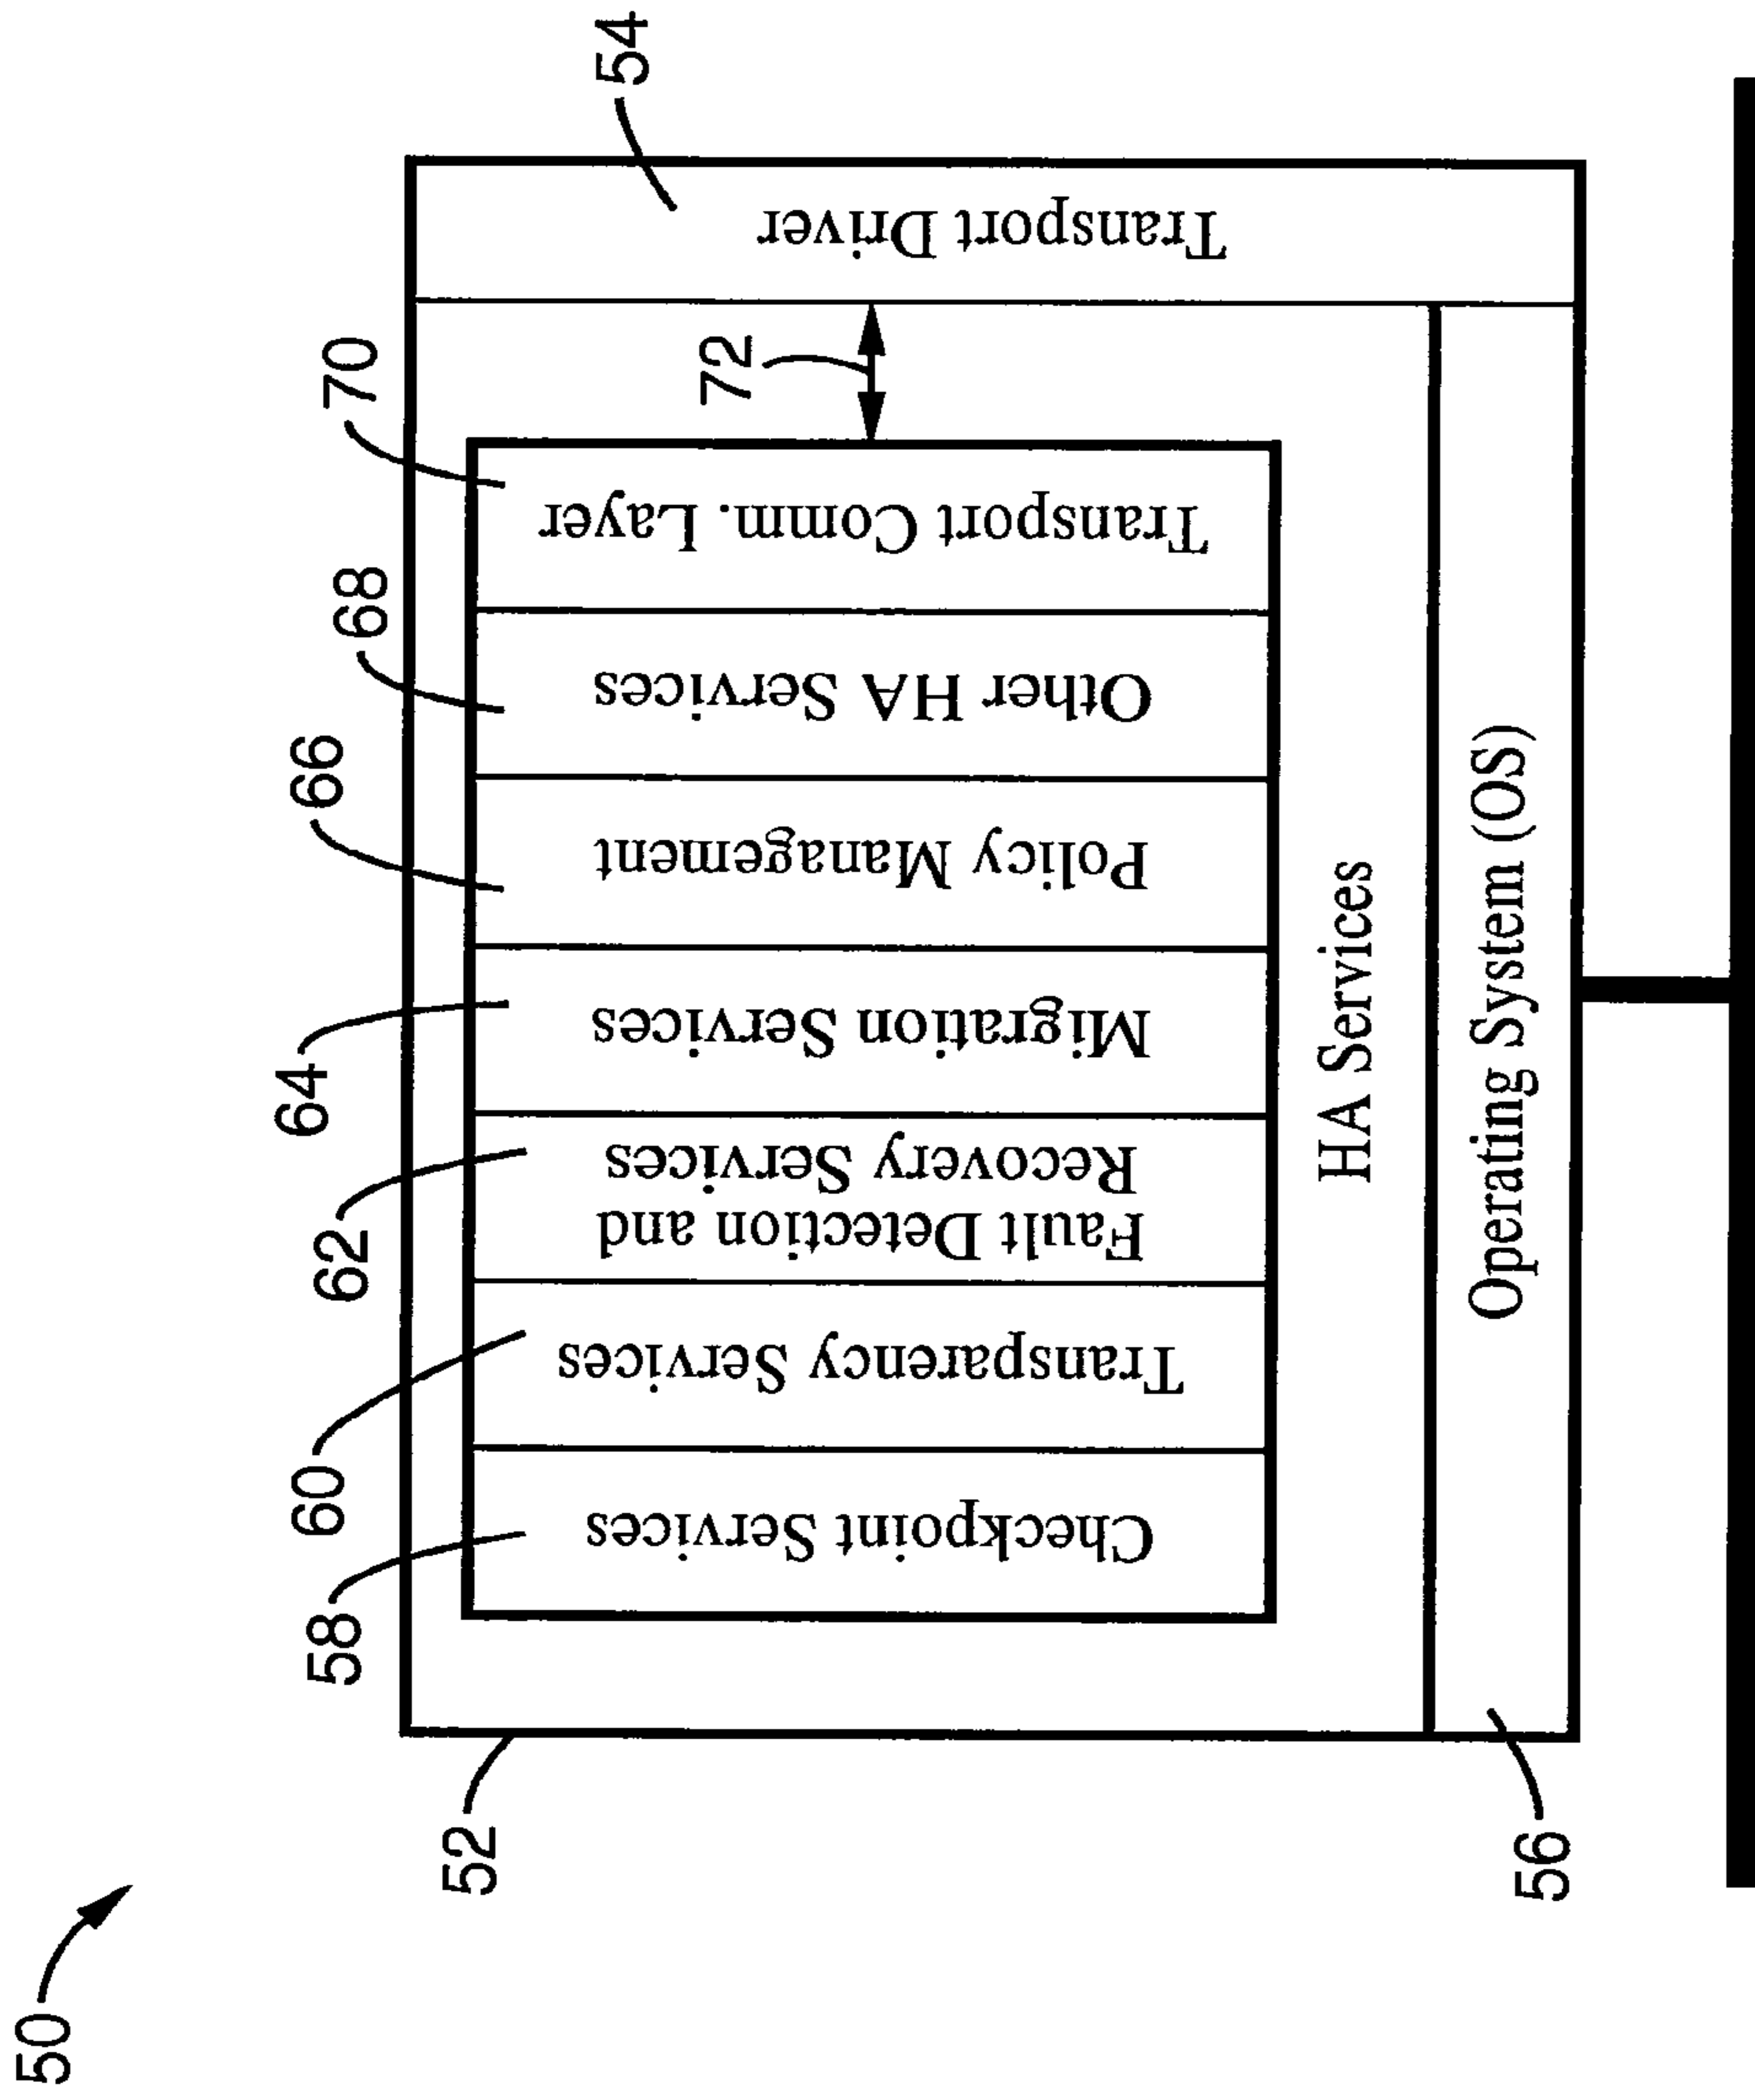 50
52
58
60
62
64
66
68
70
72
54
56
Checkpoint Services
Transparency Services
Fault Detection and
Recovery Services
Migration Services
Policy Management
Other HA Services
Transport Comm. Layer
Transport Driver
HA Services
Operating System (OS)